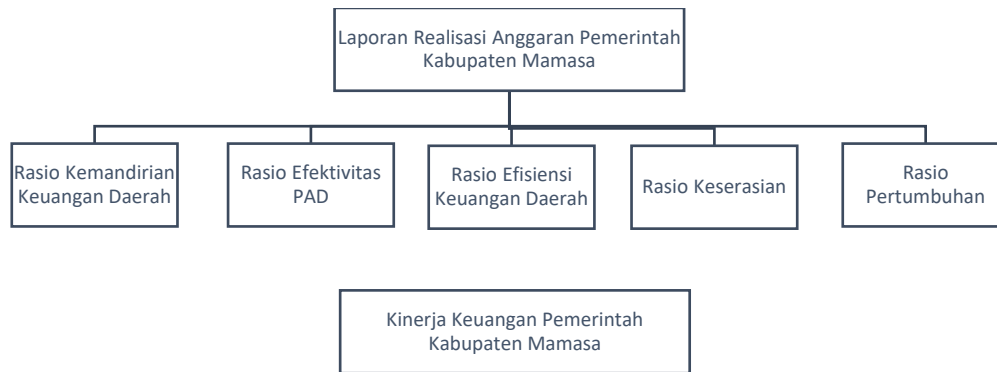 Laporan Realisasi Anggaran Pemerintah
Kabupaten Mamasa
Rasio Kemandirian
Keuangan Daerah
Rasio Efektivitas
PAD
Rasio Efisiensi
Keuangan Daerah
Rasio Keserasian
Rasio
Pertumbuhan
Kinerja Keuangan Pemerintah
Kabupaten Mamasa